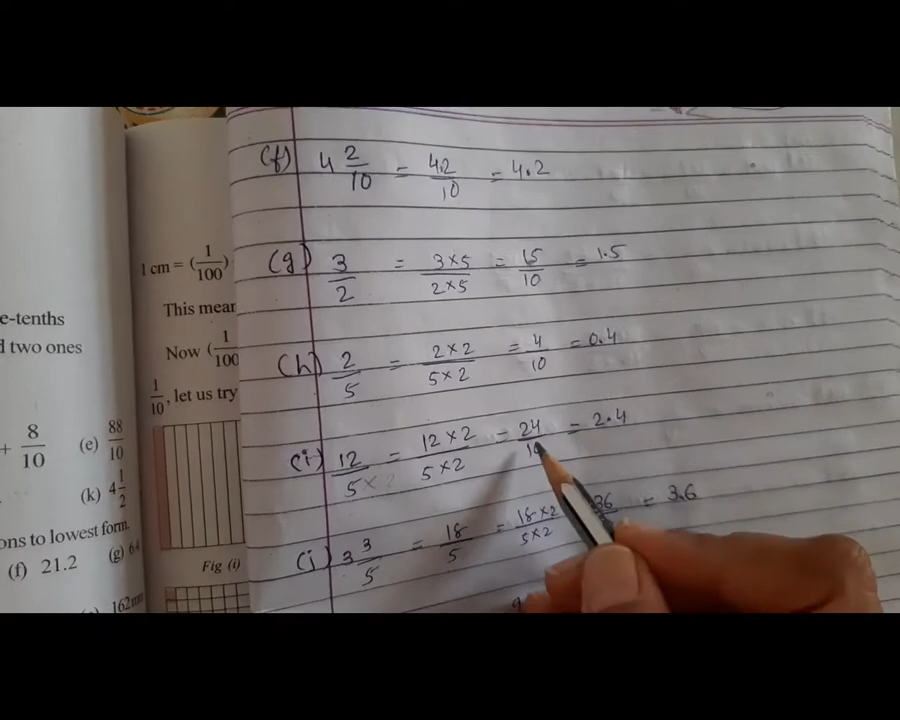 (f) 4 2/10 = 42/10 = 4.2
(g) 3/2 = 3×5/2×5 = 15/10 = 1.5
(h) 2/5 = 2×2/5×2 = 4/10 = 0.4
(i) 12/5 = 12×2/5×2 = 24/10 = 2.4
(j) 3 3/5 = 18/5 = 18×2/5×2 36 = 3.6
e-tenths
two ones
+ 8/10 (e) 88/10
(k) 4 1/2
ons to lowest form.
(f) 21.2 (g) 6.4
162mm
1 cm = (1/100)
This mean
Now (1/100
1/10, let us try
Fig (i)